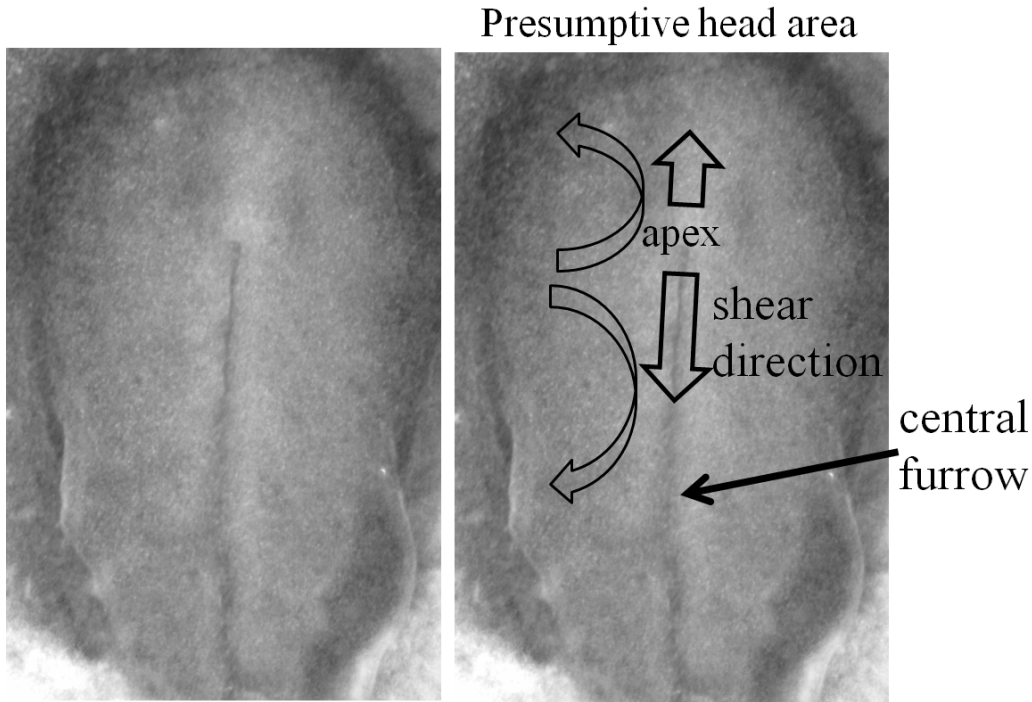 Presumptive head area
apex
shear
direction
central
furrow